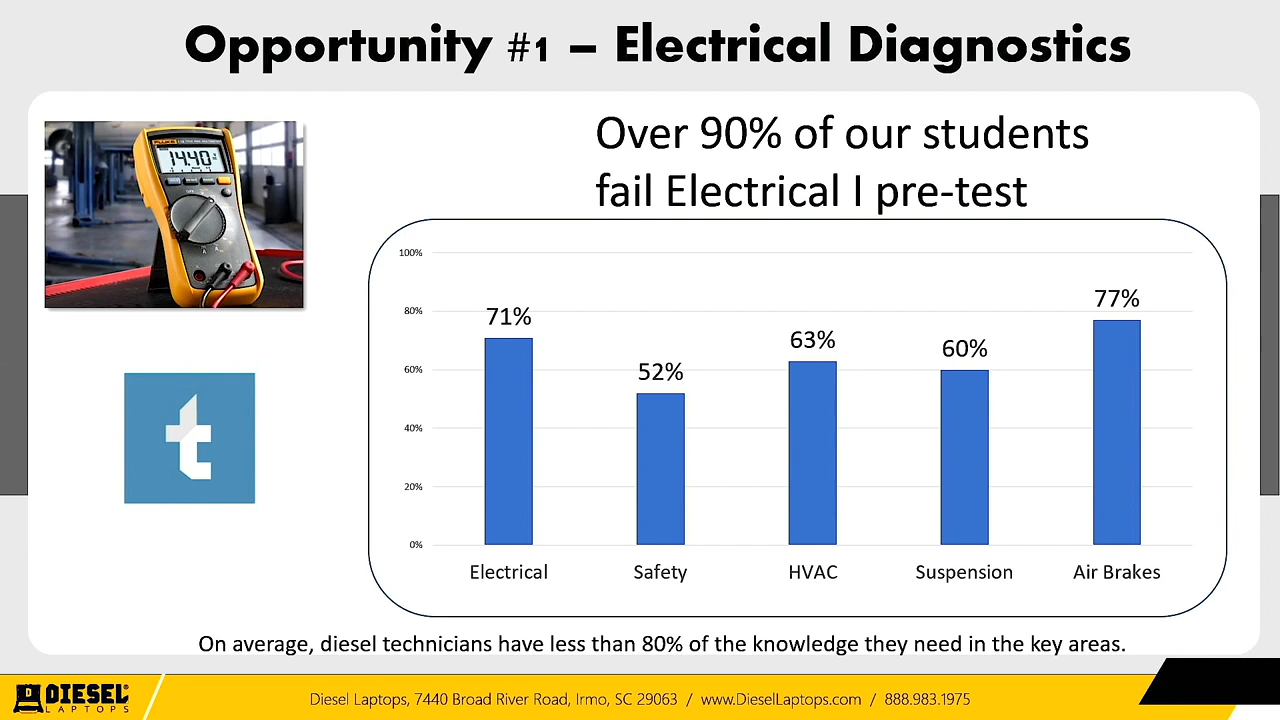 Opportunity #1 – Electrical Diagnostics
Over 90% of our students
fail Electrical I pre-test
FLUKE
14.40
100%
80%
60%
40%
20%
0%
71%
52%
63%
60%
77%
Electrical
Safety
HVAC
Suspension
Air Brakes
t
On average, diesel technicians have less than 80% of the knowledge they need in the key areas.
DIESEL
LAPTOPS
Diesel Laptops, 7440 Broad River Road, Irmo, SC 29063 / www.DieselLaptops.com / 888.983.1975